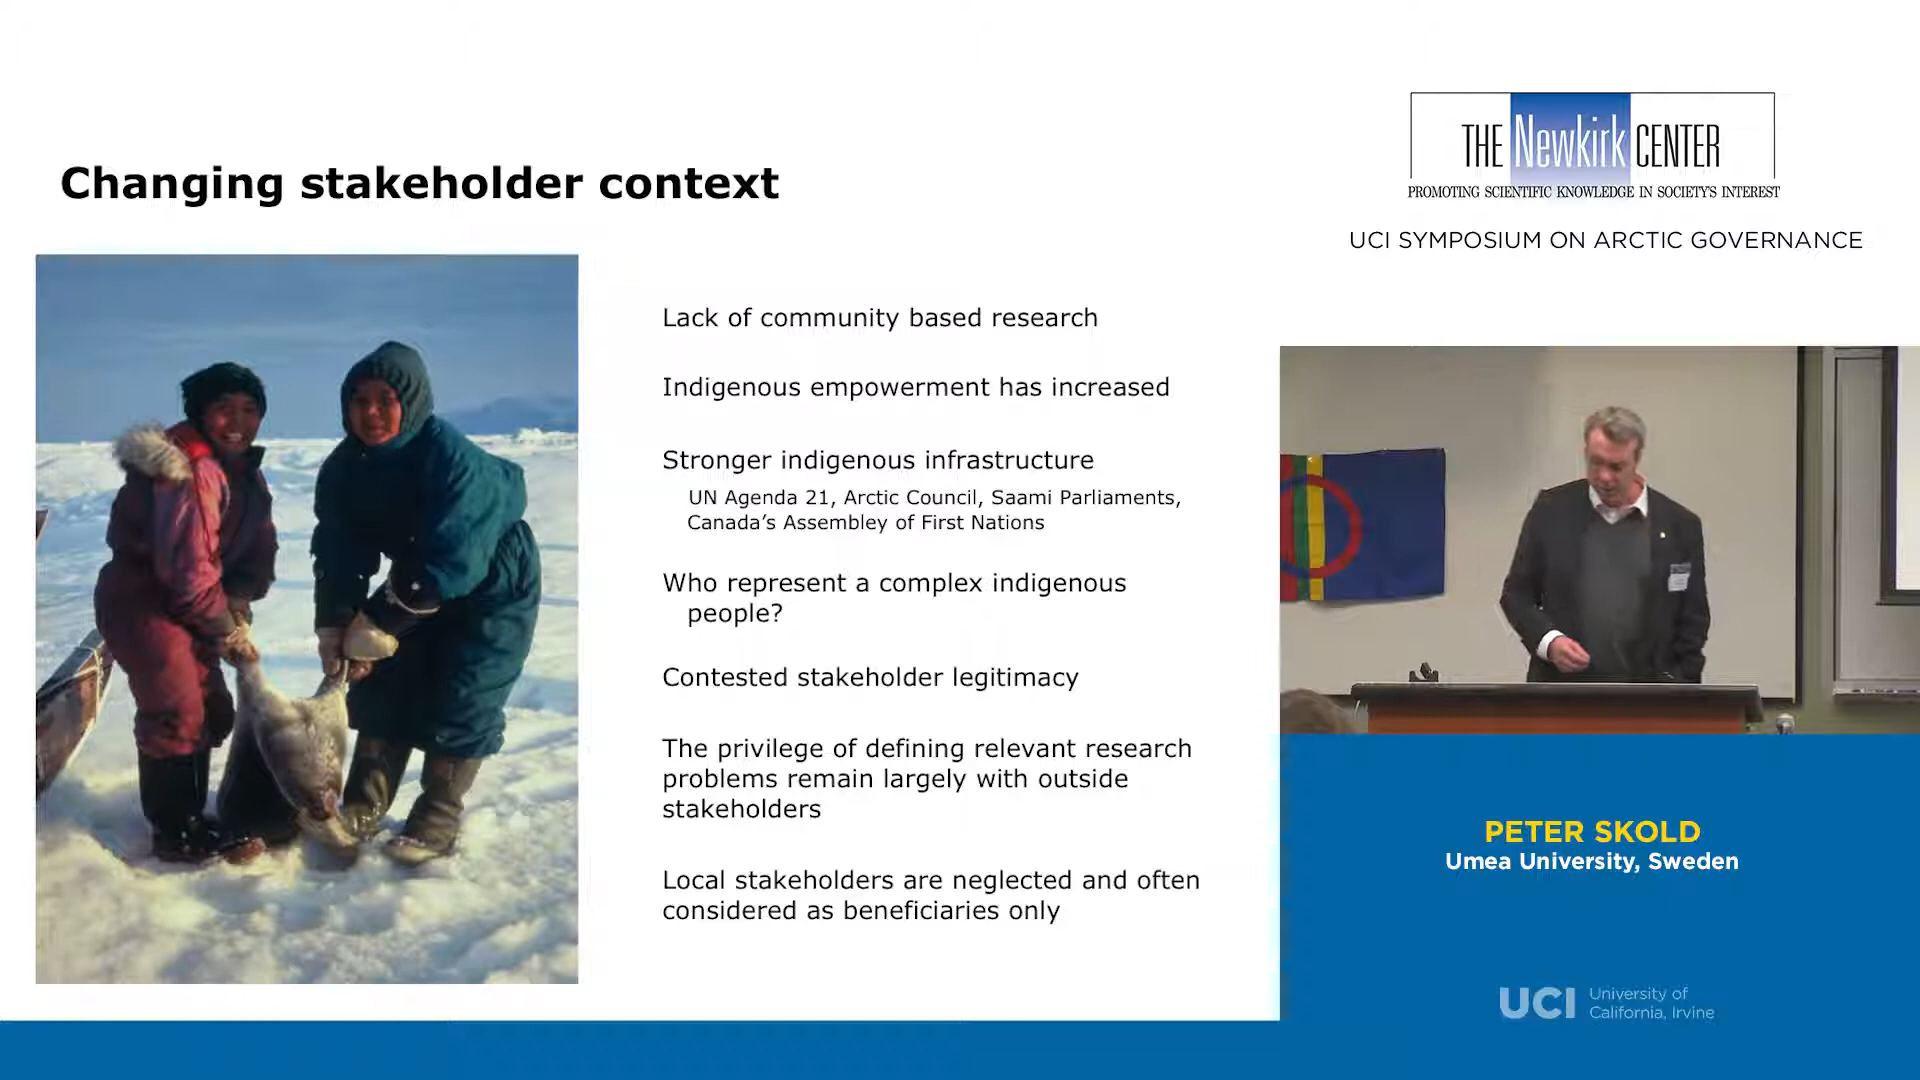 Changing stakeholder context
Lack of community based research
Indigenous empowerment has increased
Stronger indigenous infrastructure
UN Agenda 21, Arctic Council, Saami Parliaments,
Canada’s Assembley of First Nations
Who represent a complex indigenous
people?
Contested stakeholder legitimacy
The privilege of defining relevant research
problems remain largely with outside
stakeholders
Local stakeholders are neglected and often
considered as beneficiaries only
THE Newkirk CENTER
PROMOTING SCIENTIFIC KNOWLEDGE IN SOCIETY'S INTEREST
UCI SYMPOSIUM ON ARCTIC GOVERNANCE
PETER SKOLD
Umea University, Sweden
UCI University of
California, Irvine